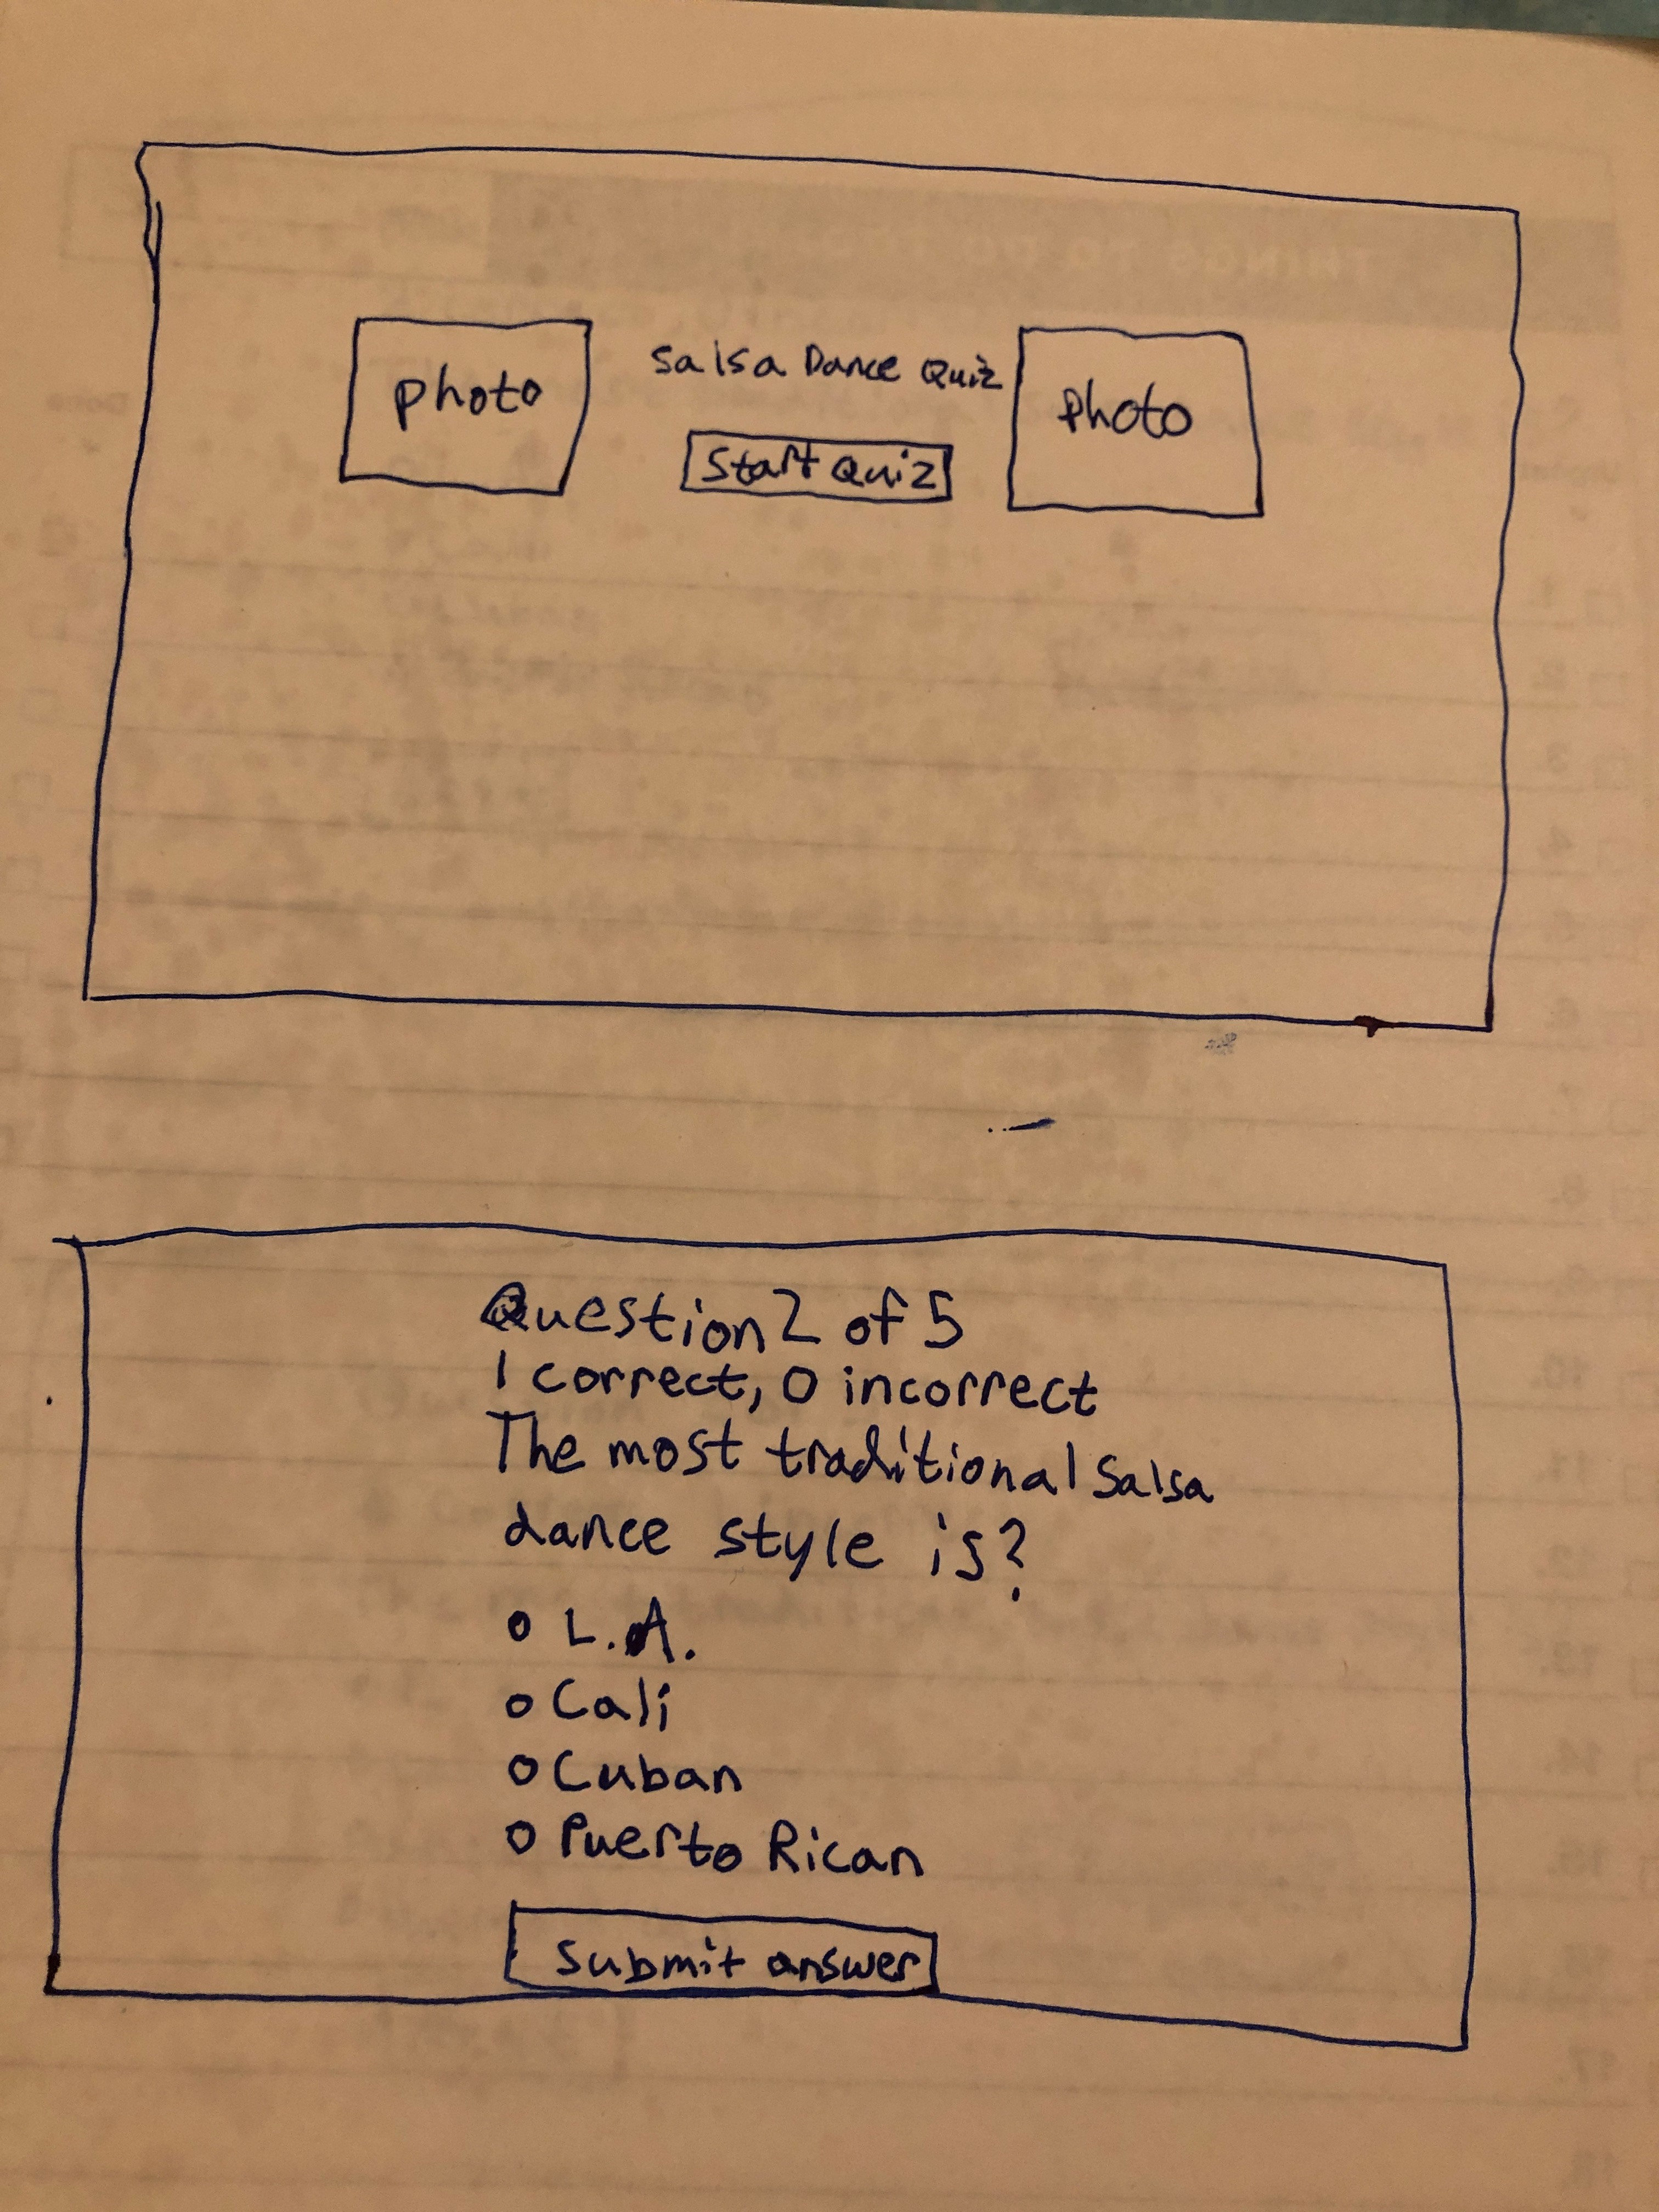 photo
Salsa Dance Quiz
Start Quiz
Photo
Question 2 of 5
1 correct, 0 incorrect
The most traditional Salsa
dance style is?
L.A.
Cali
Cuban
Puerto Rican
Submit answer